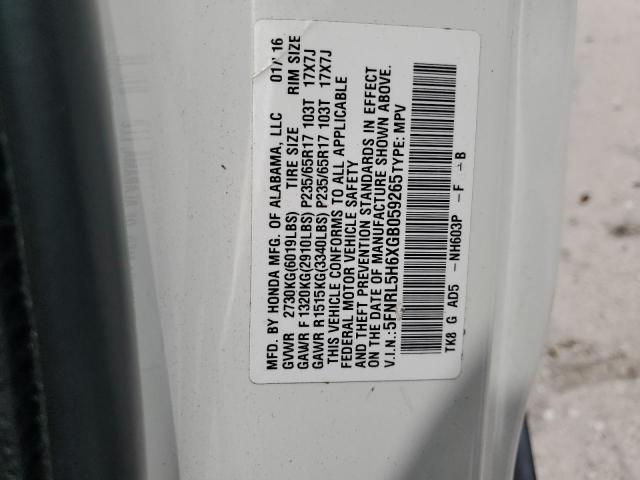 MFD. BY HONDA MFG. OF ALABAMA, LLC 01/16
GVWR 2730KG(6019LBS) TIRE SIZE RIM SIZE
GAWR F 1320KG(2910LBS) P235/65R17 103T 17X7J
GAWR R1515KG(3340LBS) P235/65R17 103T 17X7J
THIS VEHICLE CONFORMS TO ALL APPLICABLE
FEDERAL MOTOR VEHICLE SAFETY
AND THEFT PREVENTION STANDARDS IN EFFECT
ON THE DATE OF MANUFACTURE SHOWN ABOVE.
V.I.N.:5FNRL5H6XGB059265TYPE: MPV
TK8 G AD5 -NH603P -F -B